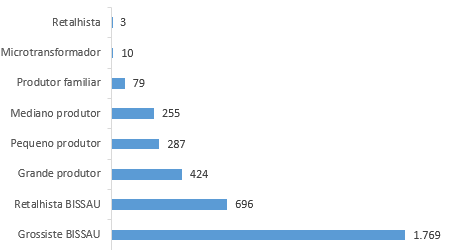 Retalhista 3
Microtransformador 10
Produtor familiar 79
Mediano produtor 255
Pequeno produtor 287
Grande produtor 424
Retalhista BISSAU 696
Grossiste BISSAU 1.769